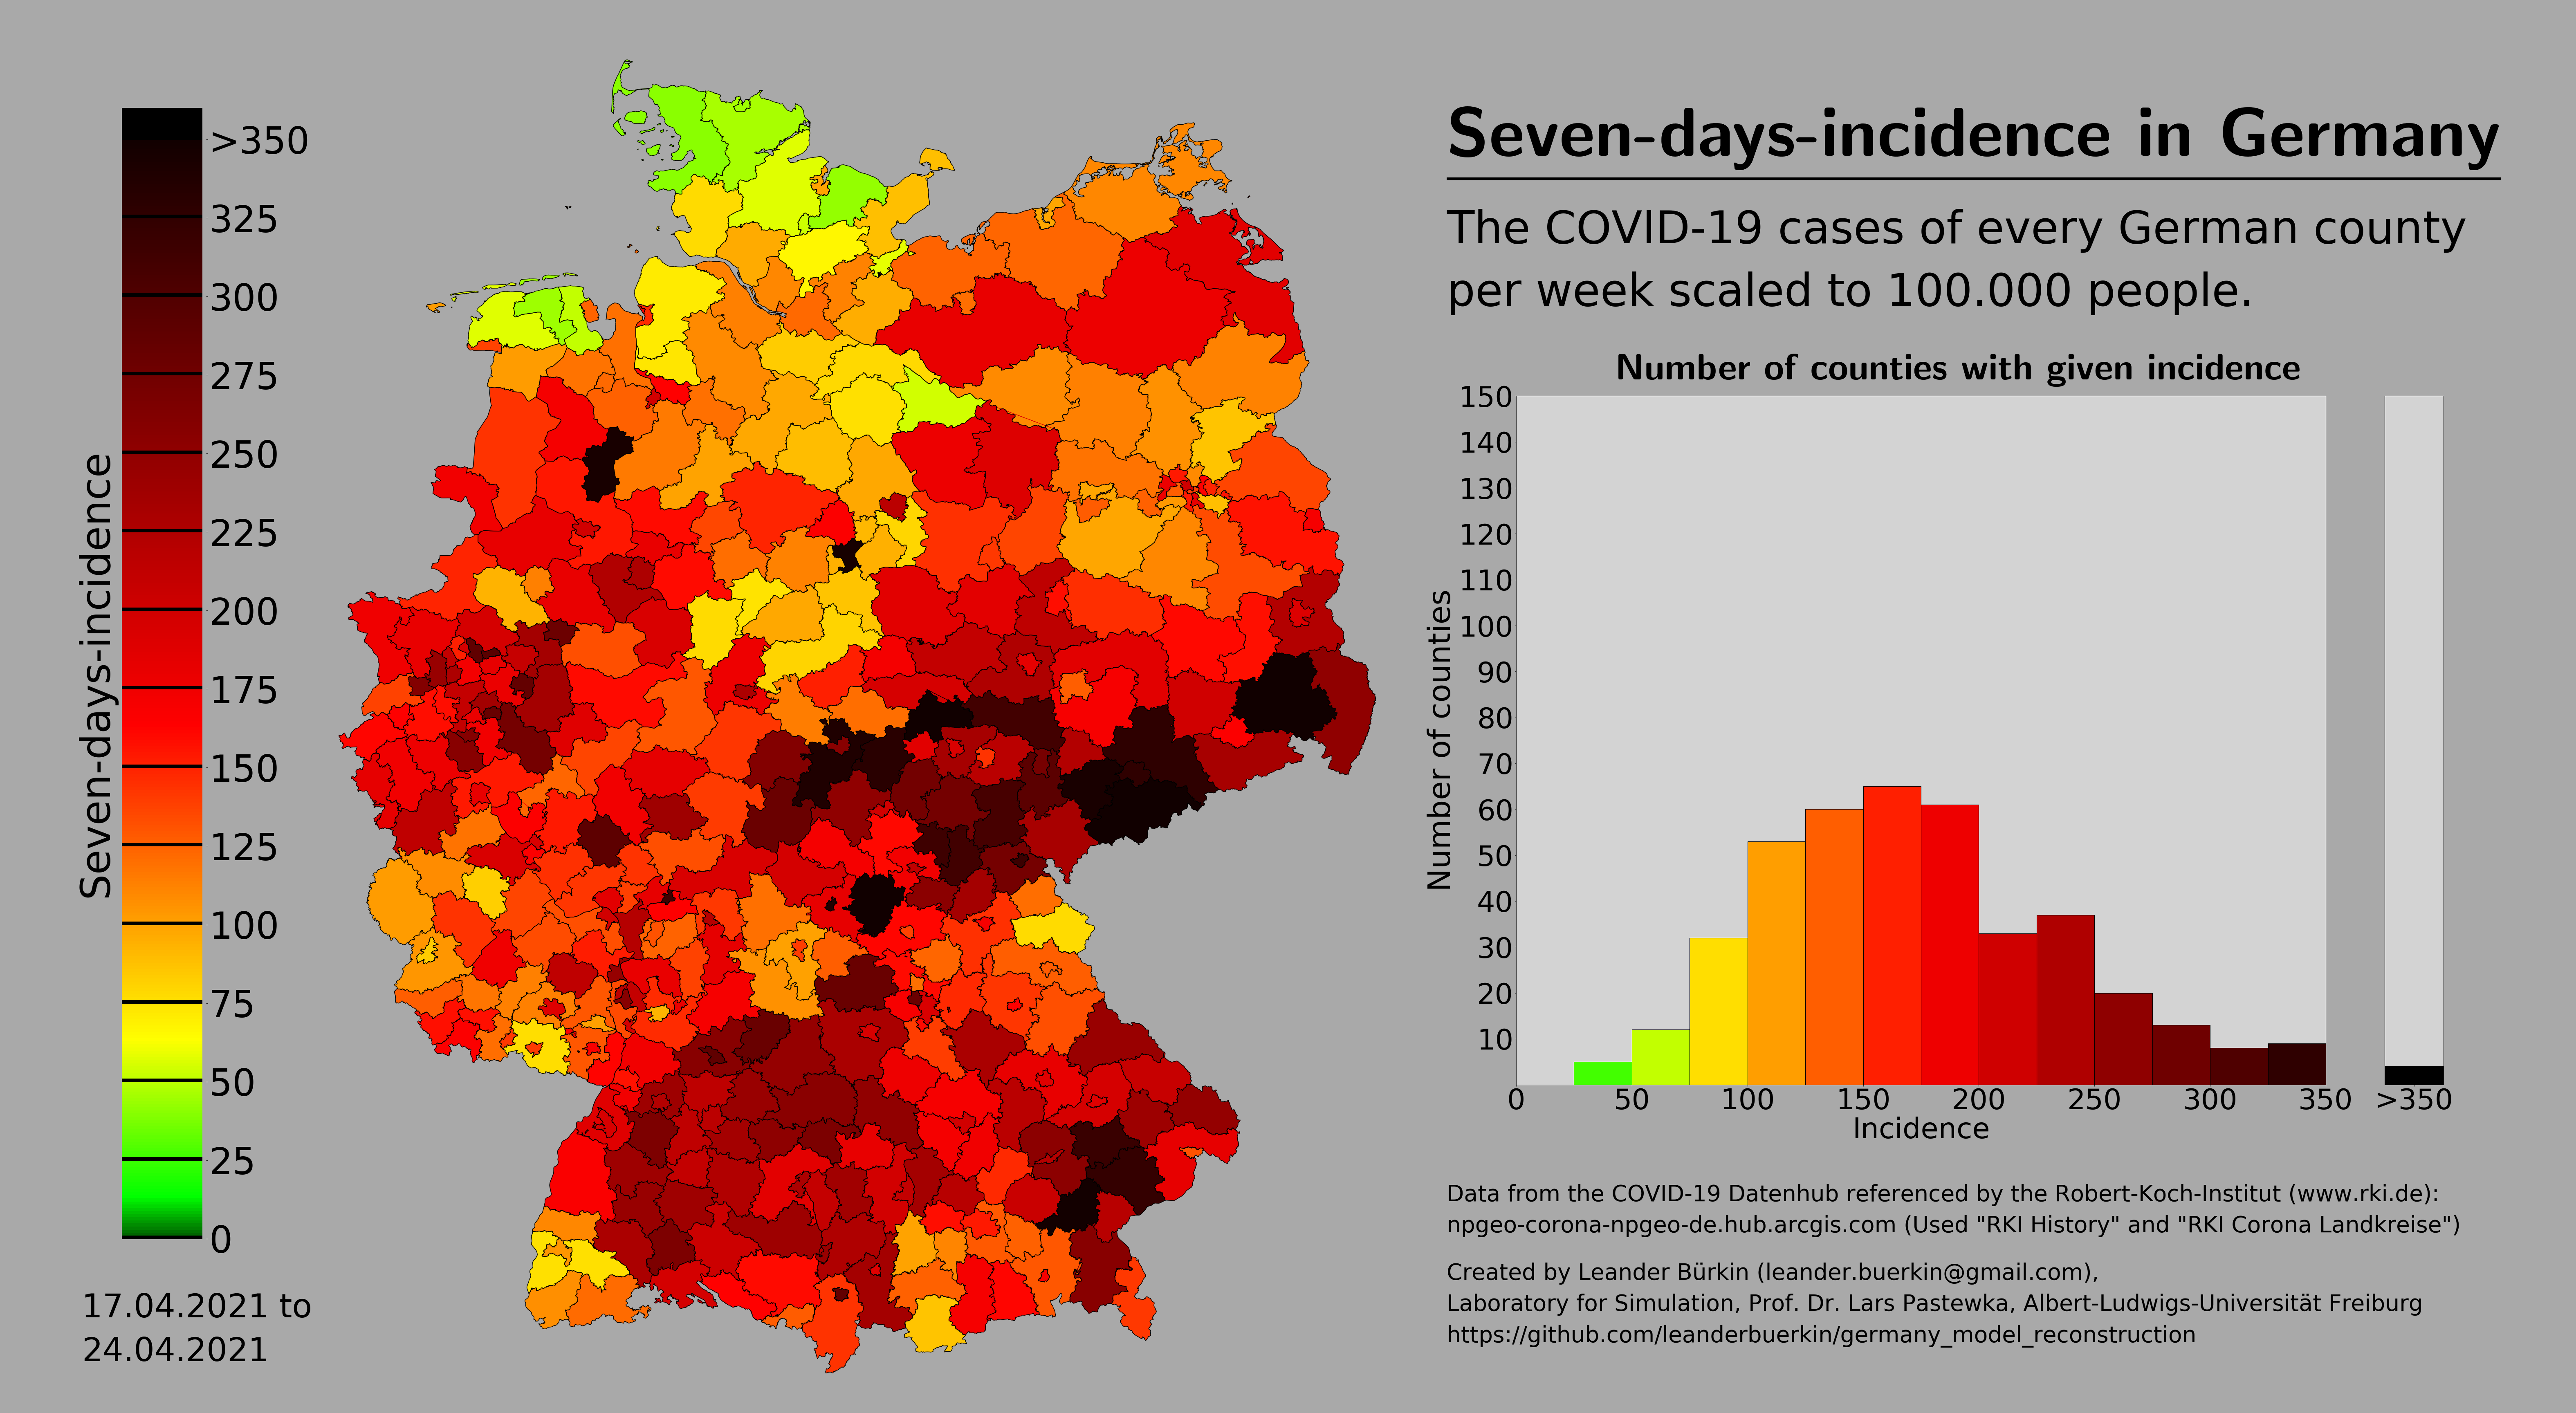 Seven-days-incidence in Germany
The COVID-19 cases of every German county
per week scaled to 100.000 people.
Seven-days-incidence
>350
325
300
275
250
225
200
175
150
125
100
75
50
25
0
17.04.2021 to
24.04.2021
Number of counties with given incidence
Number of counties
150
140
130
120
110
100
90
80
70
60
50
40
30
20
10
0 50 100 150 200 250 300 350 >350
Incidence
Data from the COVID-19 Datenhub referenced by the Robert-Koch-Institut (www.rki.de):
npgeo-corona-npgeo-de.hub.arcgis.com (Used "RKI History" and "RKI Corona Landkreise")
Created by Leander Bürkin (leander.buerkin@gmail.com),
Laboratory for Simulation, Prof. Dr. Lars Pastewka, Albert-Ludwigs-Universität Freiburg
https://github.com/leanderbuerkin/germany_model_reconstruction